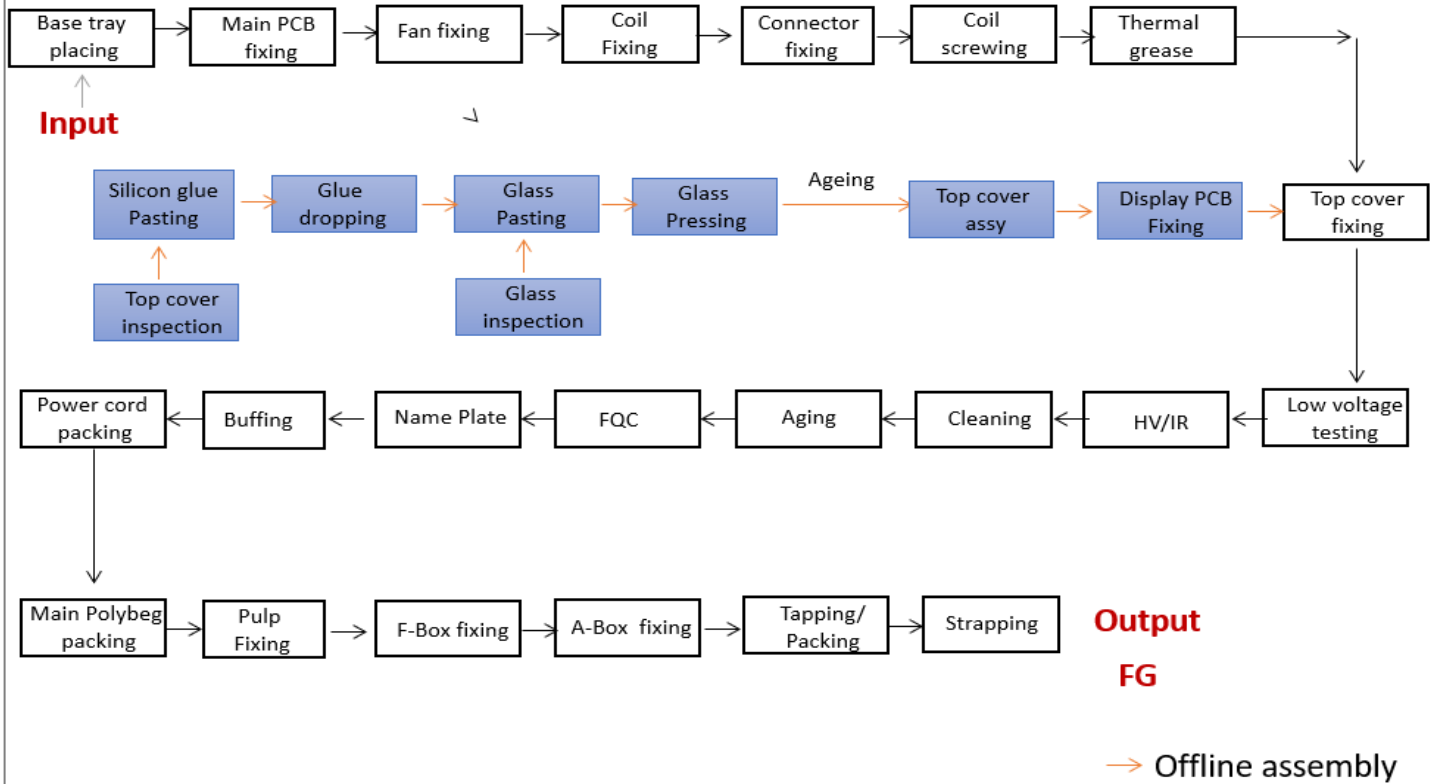 Base tray
placing
Main PCB
fixing
Fan fixing
Coil
Fixing
Connector
fixing
Coil
screwing
Thermal
grease
Input
Silicon glue
Pasting
Glue
dropping
Glass
Pasting
Glass
Pressing
Ageing
Top cover
assy
Display PCB
Fixing
Top cover
fixing
Top cover
inspection
Glass
inspection
Power cord
packing
Buffing
Name Plate
FQC
Aging
Cleaning
HV/IR
Low voltage
testing
Main Polybeg
packing
Pulp
Fixing
F-Box fixing
A-Box fixing
Tapping/
Packing
Strapping
Output
FG
Offline assembly